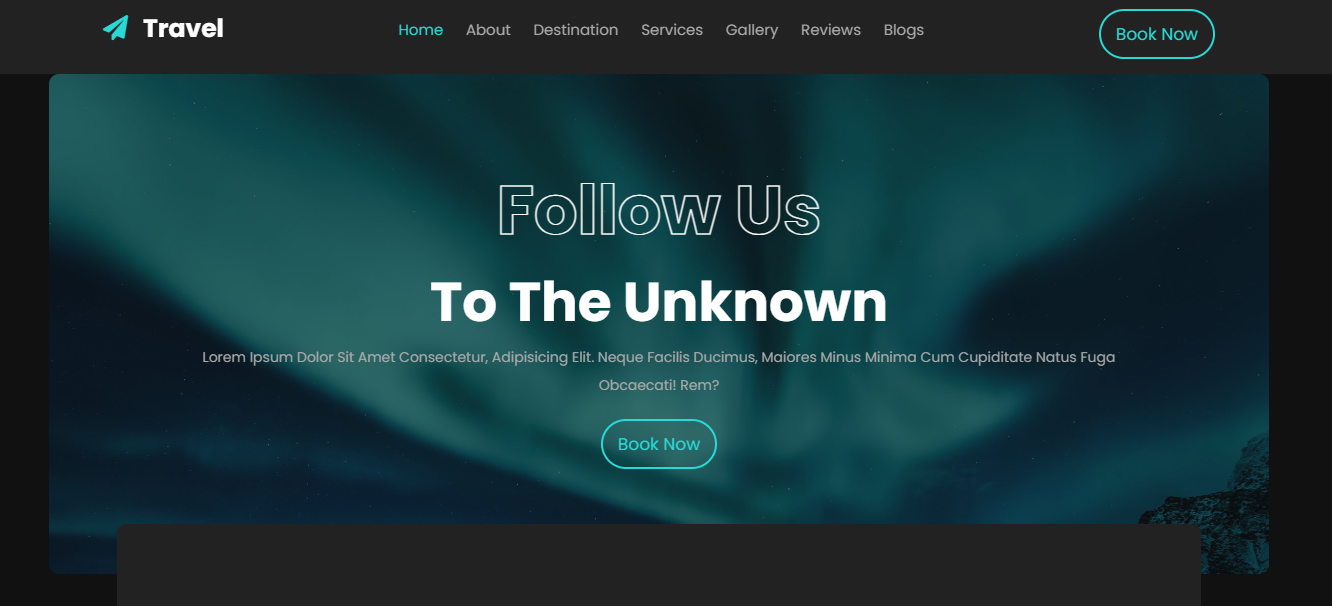 Travel
Home About Destination Services Gallery Reviews Blogs
Book Now
Follow Us
To The Unknown
Lorem Ipsum Dolor Sit Amet Consectetur, Adipisicing Elit. Neque Facilis Ducimus, Maiores Minus Minima Cum Cupiditate Natus Fuga
Obcaecati! Rem?
Book Now